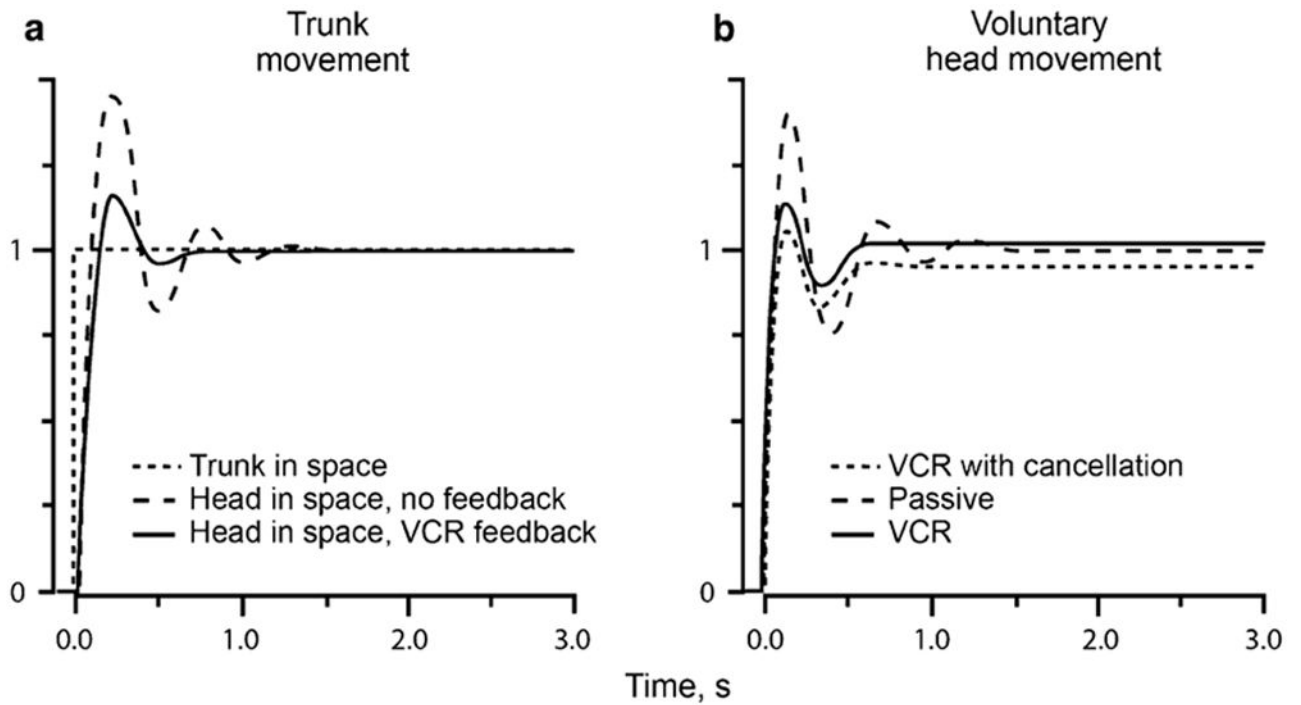 a
Trunk
movement
1
0
Trunk in space
Head in space, no feedback
Head in space, VCR feedback
0.0
1.0
2.0
3.0
b
Voluntary
head movement
1
0
VCR with cancellation
Passive
VCR
0.0
1.0
2.0
3.0
Time, s